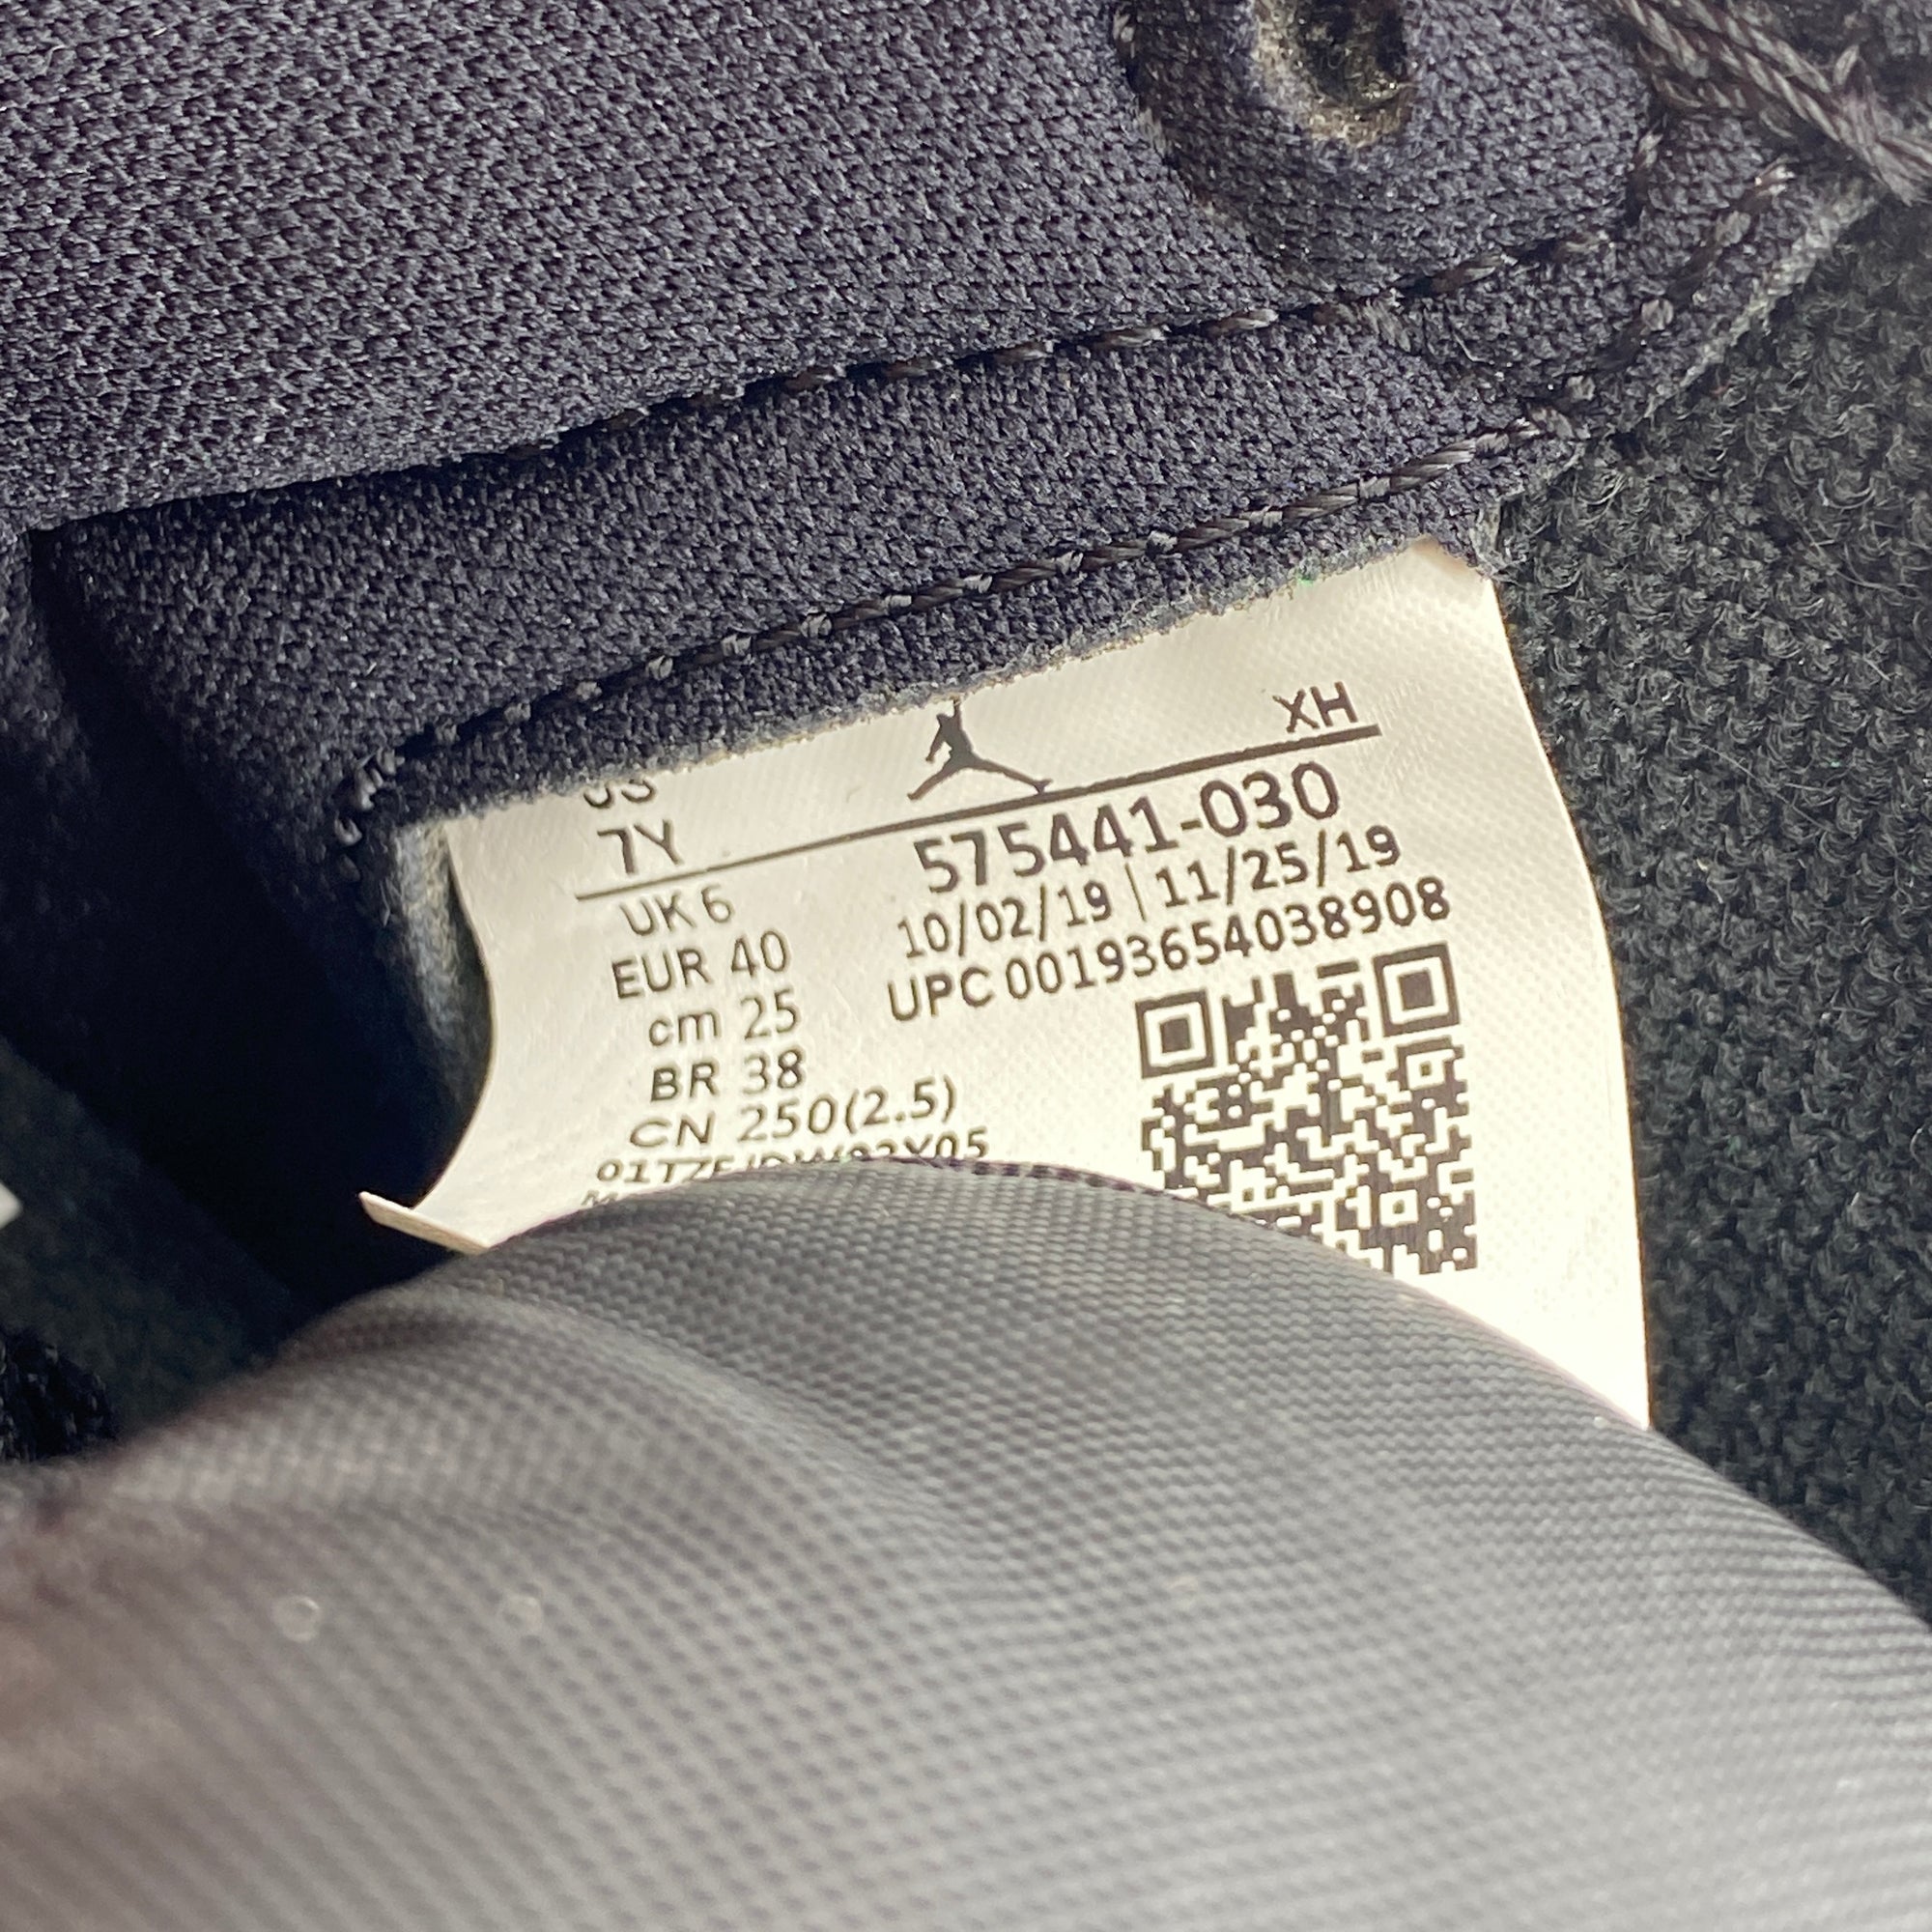 XH
US
7Y
575441-030
10/02/19 | 11/25/19
UPC 00193654038908
UK 6
EUR 40
cm 25
BR 38
CN 250(2.5)